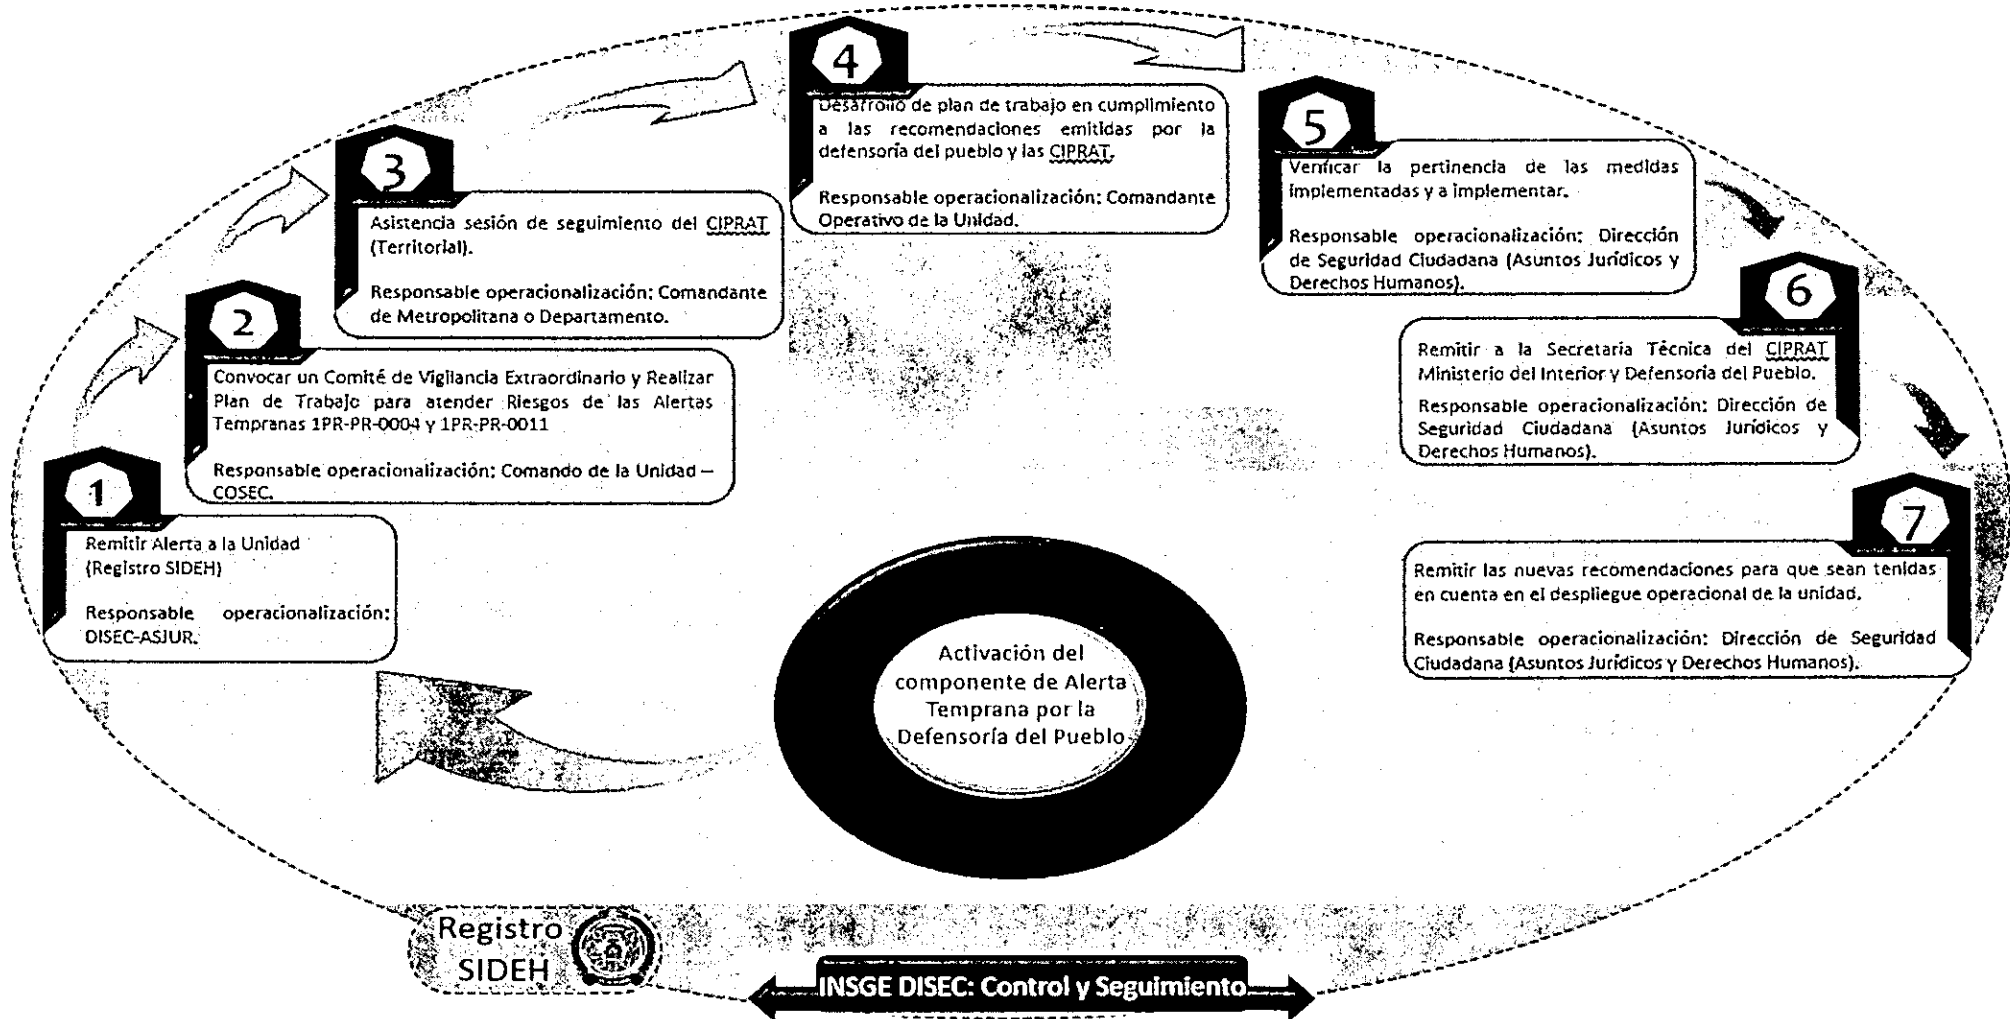 1
Remitir Alerta a la Unidad
(Registro SIDEH)
Responsable operacionalización:
DISEC-ASJUR.
2
Convocar un Comité de Vigilancia Extraordinario y Realizar
Plan de Trabajo para atender Riesgos de las Alertas
Tempranas 1PR-PR-0004 y 1PR-PR-0011
Responsable operacionalización: Comando de la Unidad –
COSEC.
3
Asistencia sesión de seguimiento del CIPRAT
(Territorial).
Responsable operacionalización: Comandante
de Metropolitana o Departamento.
4
Desarrollo de plan de trabajo en cumplimiento
a las recomendaciones emitidas por la
defensoría del pueblo y las CIPRAT.
Responsable operacionalización: Comandante
Operativo de la Unidad.
5
Verificar la pertinencia de las medidas
implementadas y a implementar.
Responsable operacionalización: Dirección
de Seguridad Ciudadana (Asuntos Jurídicos y
Derechos Humanos).
6
Remitir a la Secretaria Técnica del CIPRAT
Ministerio del Interior y Defensoría del Pueblo.
Responsable operacionalización: Dirección de
Seguridad Ciudadana (Asuntos Jurídicos y
Derechos Humanos).
7
Remitir las nuevas recomendaciones para que sean tenidas
en cuenta en el despliegue operacional de la unidad.
Responsable operacionalización: Dirección de Seguridad
Ciudadana (Asuntos Jurídicos y Derechos Humanos).
Activación del
componente de Alerta
Temprana por la
Defensoría del Pueblo
Registro
SIDEH
INSGE DISEC: Control y Seguimiento